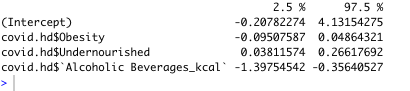 2.5 % 97.5 %
(Intercept) -0.20782274 4.13154275
covid.hd$Obesity -0.09507587 0.04864321
covid.hd$Undernourished 0.03811574 0.26617692
covid.hd$`Alcoholic Beverages_kcal` -1.39754542 -0.35640527
>